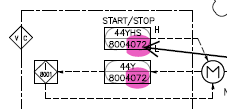 START/STOP
44YHS H
8004072 L
V C
44Y
I
8001
8004072
M